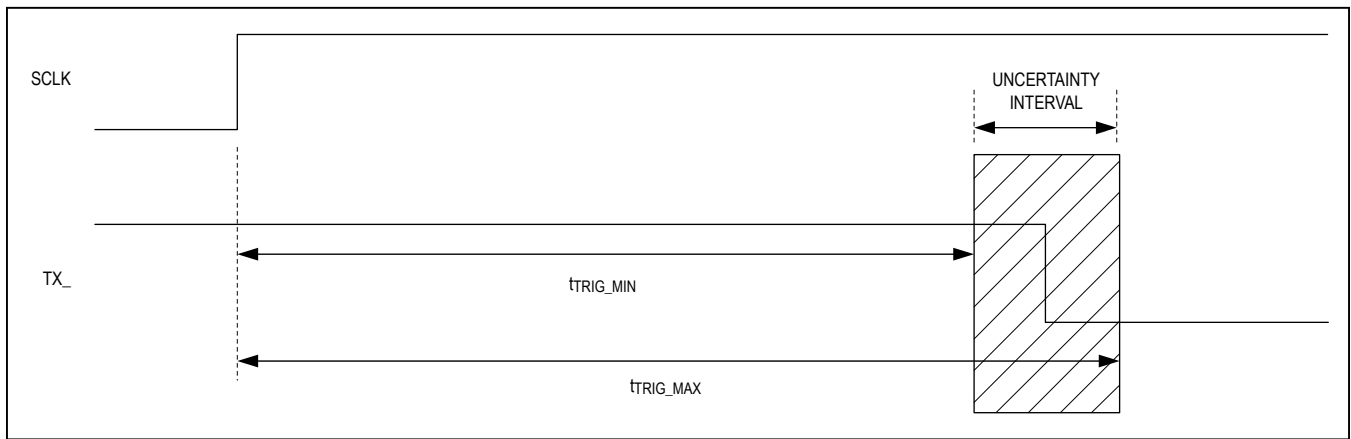 SCLK
UNCERTAINTY
INTERVAL
TX_
tTRIG_MIN
tTRIG_MAX